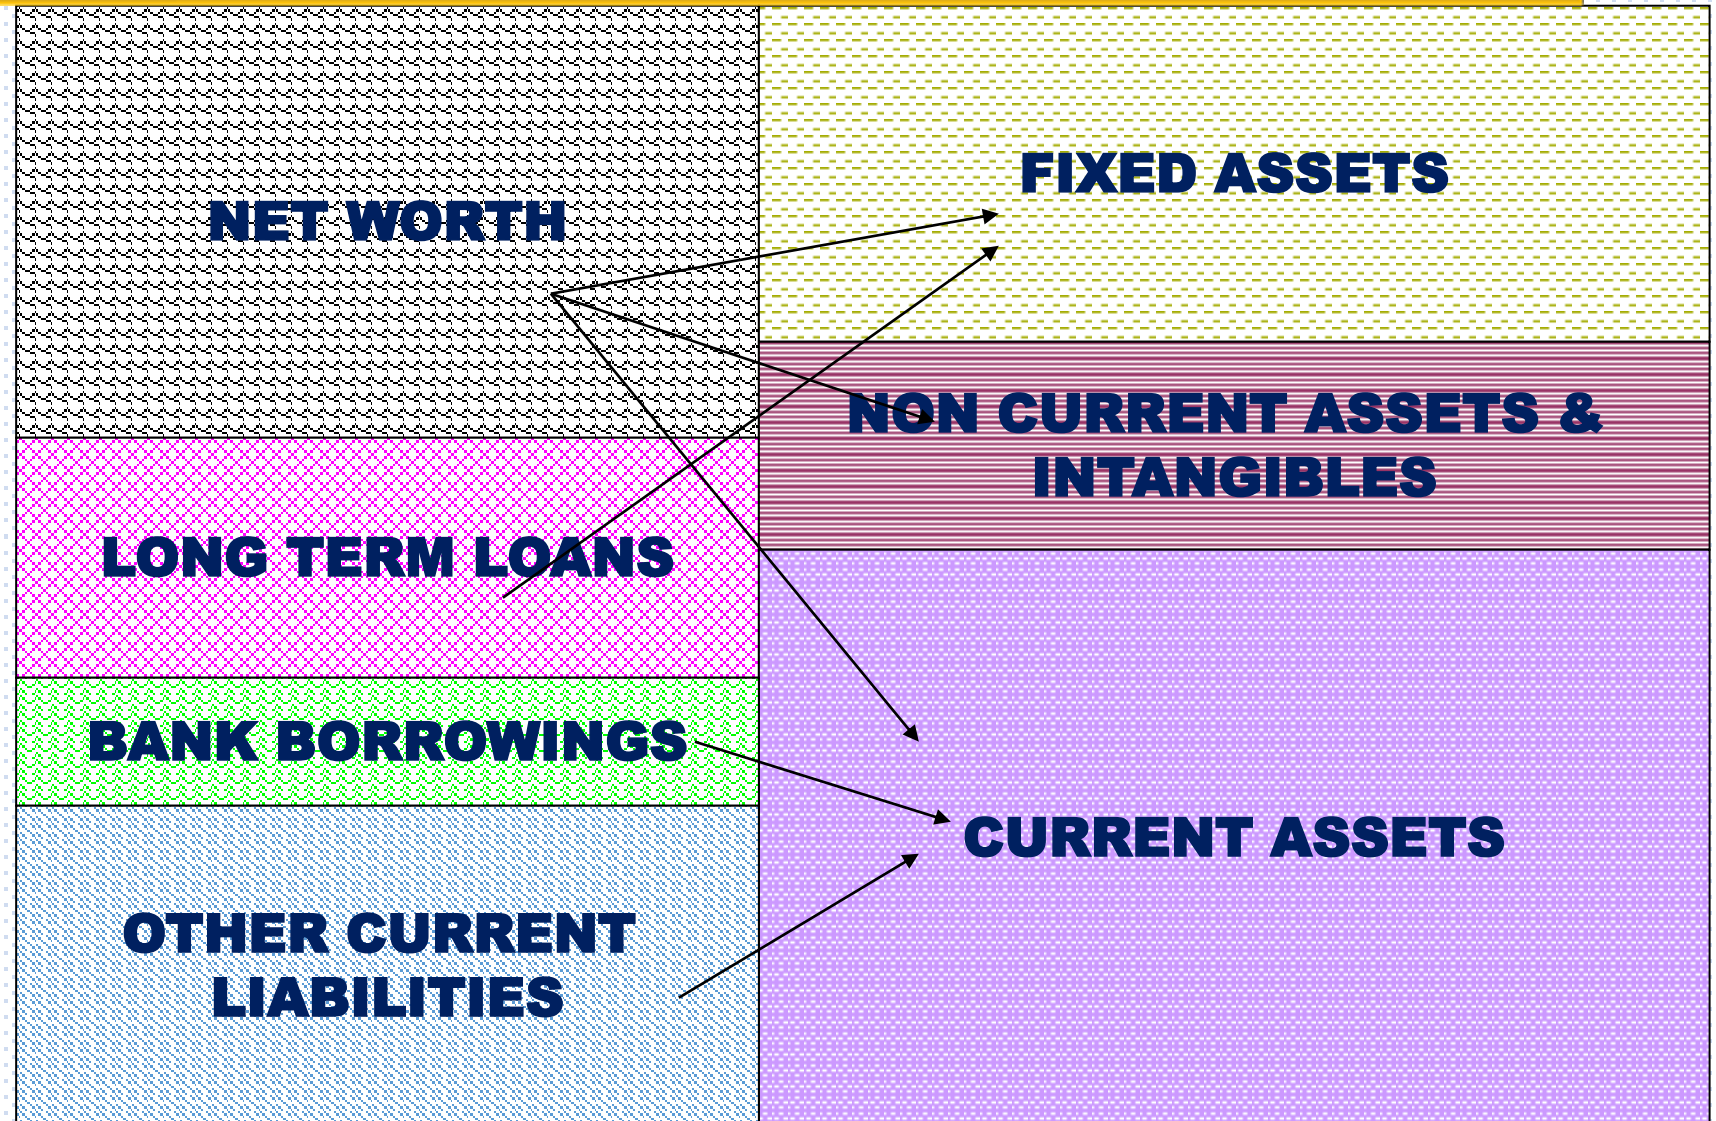 NET WORTH
LONG TERM LOANS
BANK BORROWINGS
OTHER CURRENT
LIABILITIES
FIXED ASSETS
NON CURRENT ASSETS &
INTANGIBLES
CURRENT ASSETS